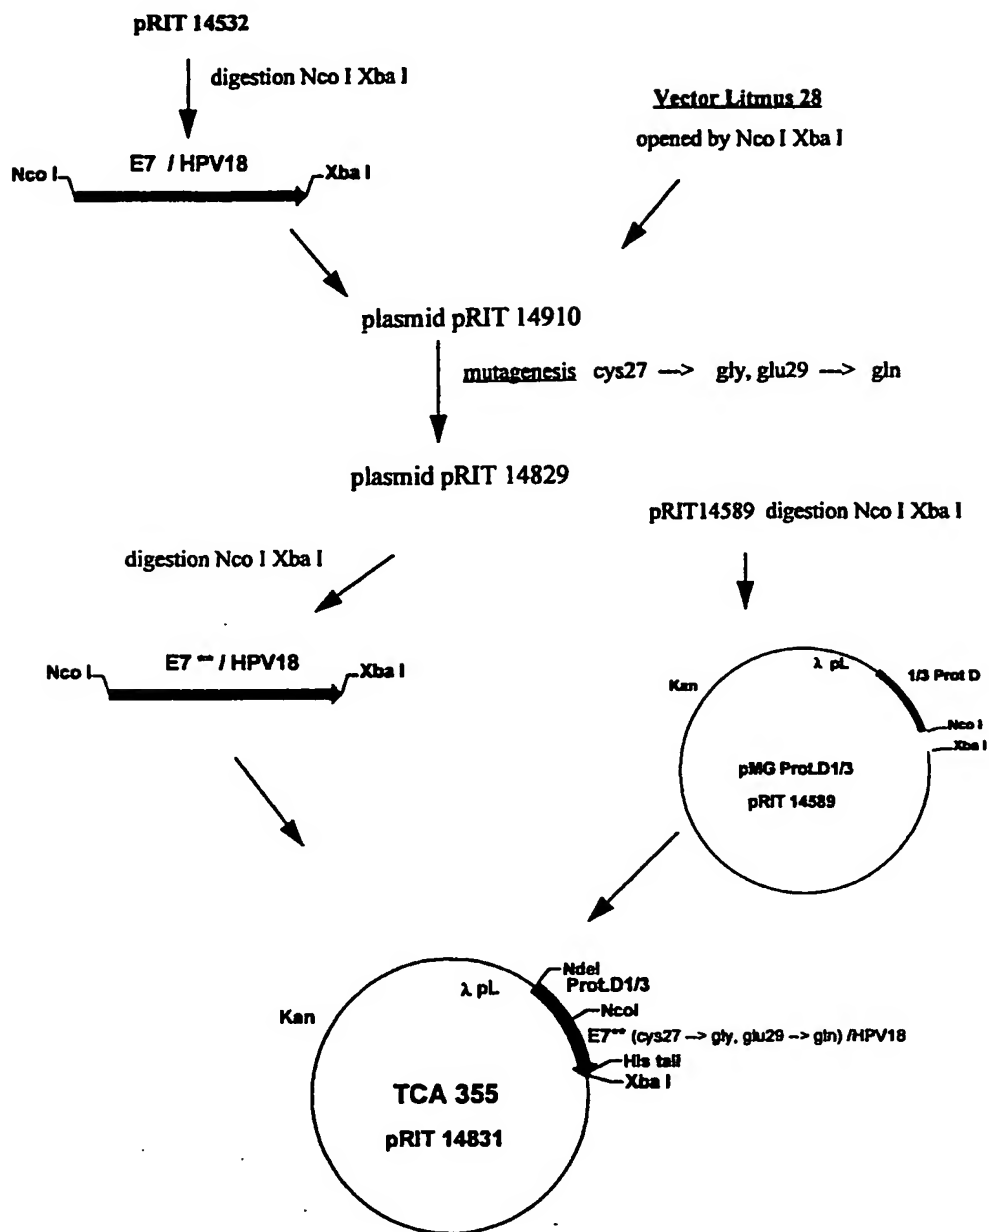 pRIT 14532
digestion Nco I Xba I
Vector Litmus 28
opened by Nco I Xba I
E7 / HPV18
Nco I
Xba I
plasmid pRIT 14910
mutagenesis cys27 —> gly, glu29 —> gln
plasmid pRIT 14829
pRIT14589 digestion Nco I Xba I
digestion Nco I Xba I
E7 ** / HPV18
Nco I
Xba I
λ pL
1/3 Prot D
Kan
Nco I
Xba I
pMG Prot.D1/3
pRIT 14589
NdeI
λ pL
Prot.D1/3
Kan
NcoI
E7** (cys27 --> gly, glu29 --> gln) /HPV18
His tail
Xba I
TCA 355
pRIT 14831